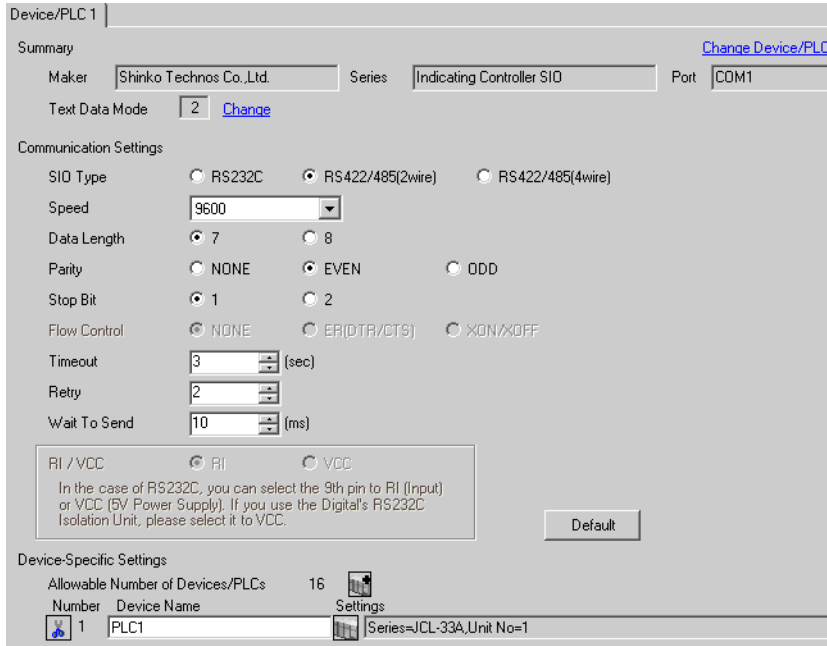 Device/PLC 1
Summary Change Device/PLC
Maker Shinko Technos Co.,Ltd. Series Indicating Controller SIO Port COM1
Text Data Mode 2 Change
Communication Settings
SIO Type RS232C RS422/485(2wire) RS422/485(4wire)
Speed 9600
Data Length 7 8
Parity NONE EVEN ODD
Stop Bit 1 2
Flow Control NONE ER(DTR/CTS) XON/XOFF
Timeout 3 (sec)
Retry 2
Wait To Send 10 (ms)
RI / VCC RI VCC
In the case of RS232C, you can select the 9th pin to RI (Input)
or VCC (5V Power Supply). If you use the Digital's RS232C
Isolation Unit, please select it to VCC.
Default
Device-Specific Settings
Allowable Number of Devices/PLCs 16
Number Device Name Settings
1 PLC1 Series=JCL-33A,Unit No=1